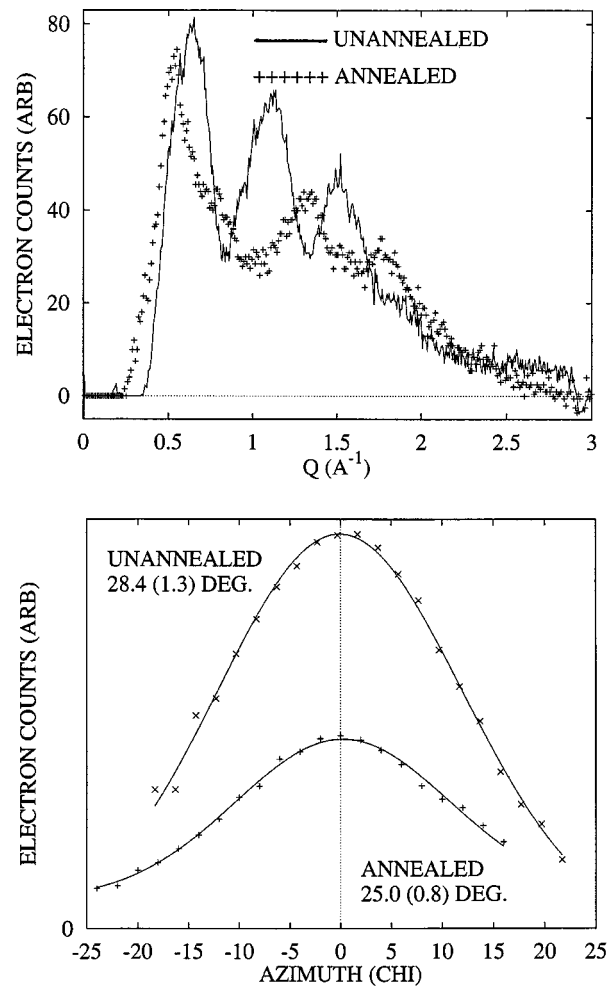 80
60
40
20
0
ELECTRON COUNTS (ARB)
UNANNEALED
ANNEALED
0 0.5 1 1.5 2 2.5 3
Q (A-1)
ELECTRON COUNTS (ARB)
UNANNEALED
28.4 (1.3) DEG.
ANNEALED
25.0 (0.8) DEG.
0
-25 -20 -15 -10 -5 0 5 10 15 20 25
AZIMUTH (CHI)